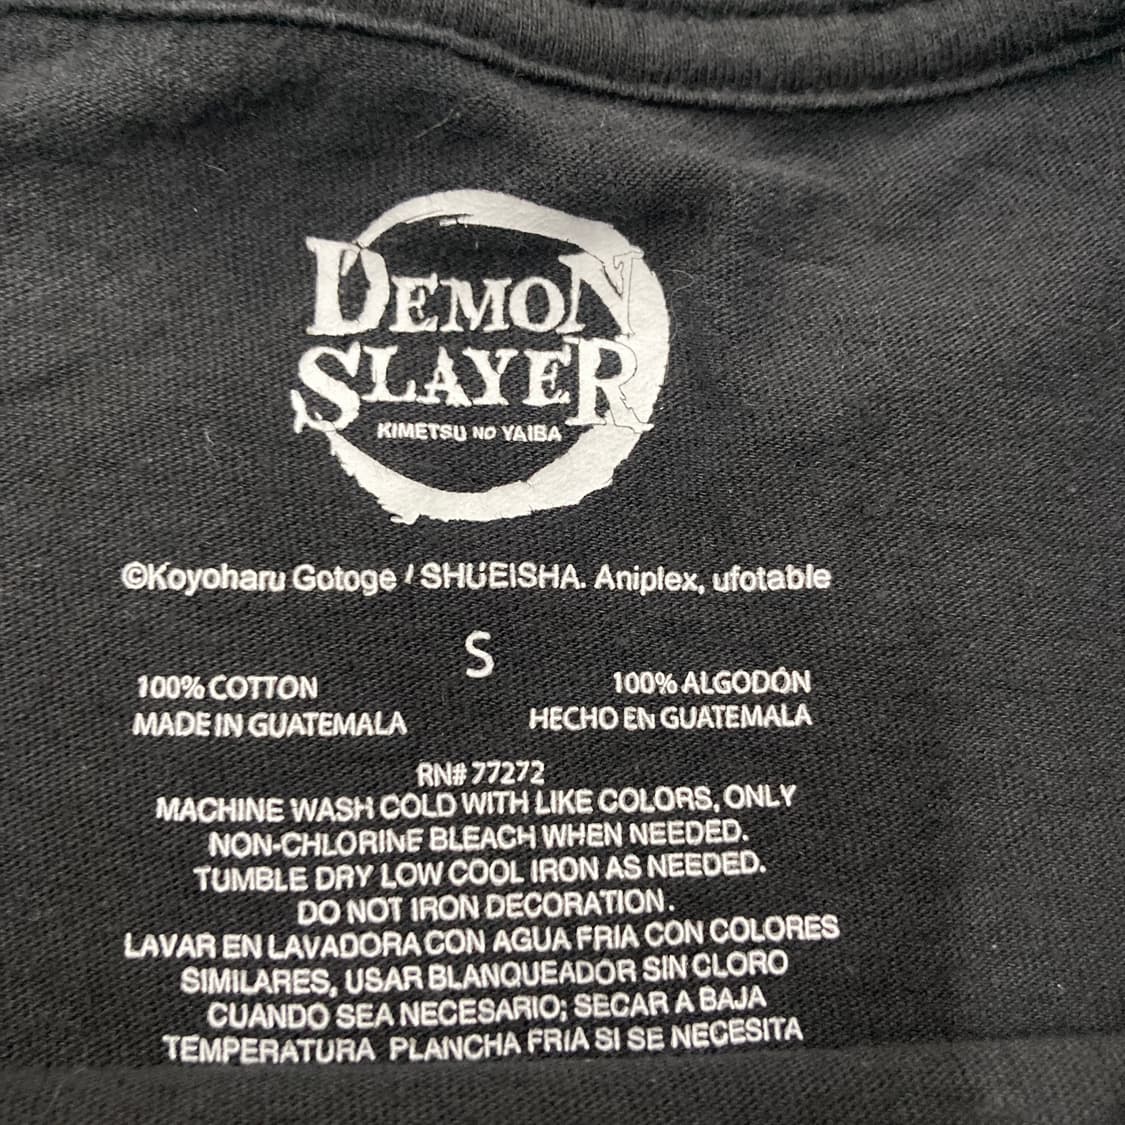 DEMON
SLAYER
KIMETSU NO YAIBA
©Koyoharu Gotoge / SHUEISHA. Aniplex, ufotable
S
100% COTTON 100% ALGODÓN
MADE IN GUATEMALA HECHO EN GUATEMALA
RN# 77272
MACHINE WASH COLD WITH LIKE COLORS, ONLY
NON-CHLORINE BLEACH WHEN NEEDED.
TUMBLE DRY LOW COOL IRON AS NEEDED.
DO NOT IRON DECORATION.
LAVAR EN LAVADORA CON AGUA FRIA CON COLORES
SIMILARES, USAR BLANQUEADOR SIN CLORO
CUANDO SEA NECESARIO; SECAR A BAJA
TEMPERATURA PLANCHA FRIA SI SE NECESITA